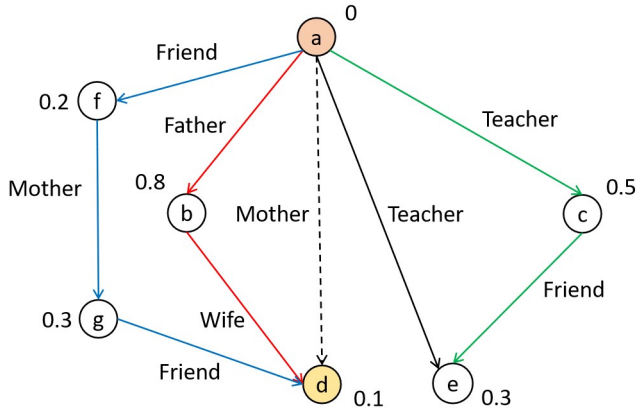 0
a
Friend
f
0.2
Father
Teacher
Mother
0.8
b
Mother
Teacher
0.5
c
g
0.3
Wife
Friend
Friend
d
0.1
e
0.3